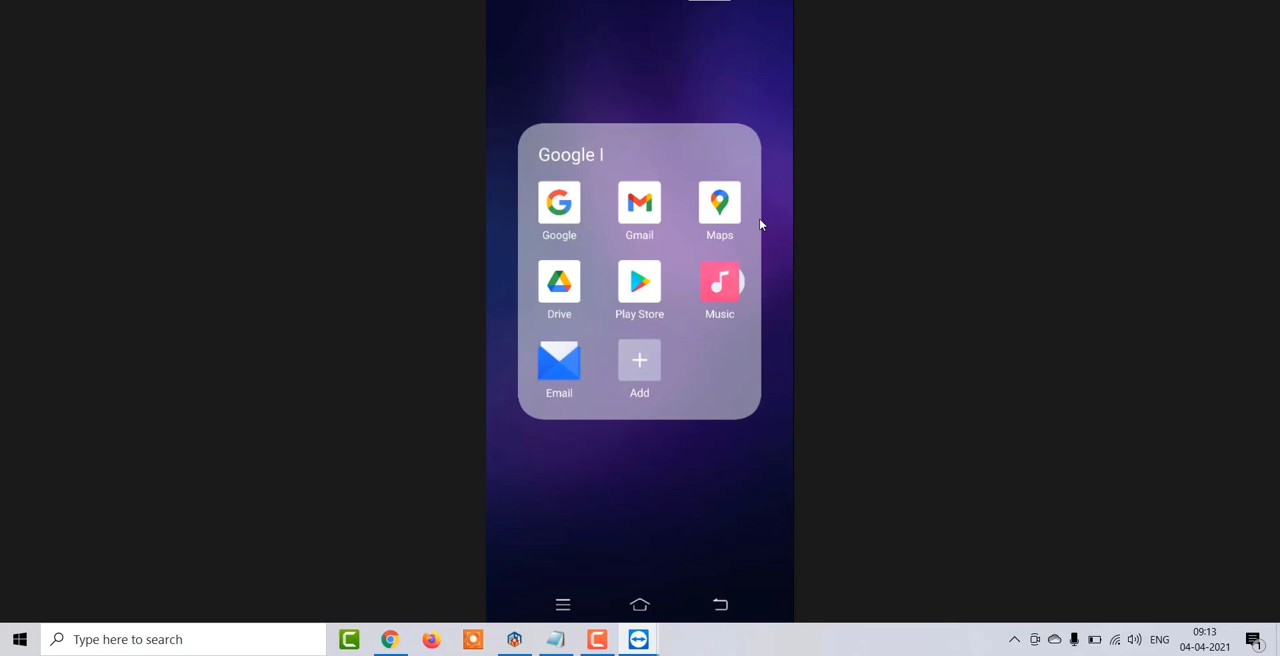 Google I
Google
Gmail
Maps
Drive
Play Store
Music
Email
Add
Type here to search
ENG
09:13
04-04-2021
1